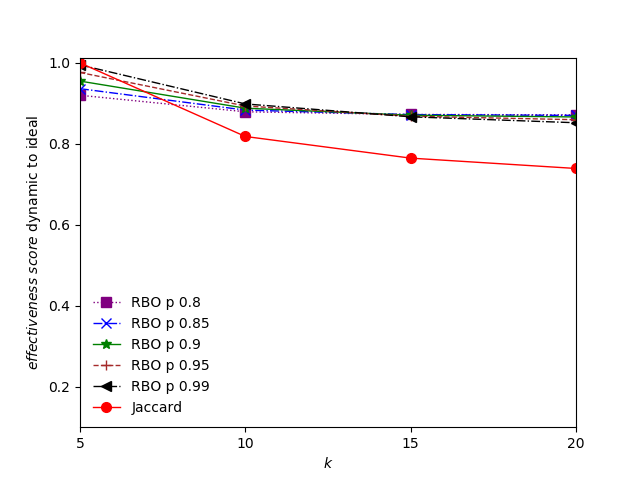 1.0
0.8
0.6
0.4
0.2
effectiveness score dynamic to ideal
RBO p 0.8
RBO p 0.85
RBO p 0.9
RBO p 0.95
RBO p 0.99
Jaccard
5 10 15 20
k